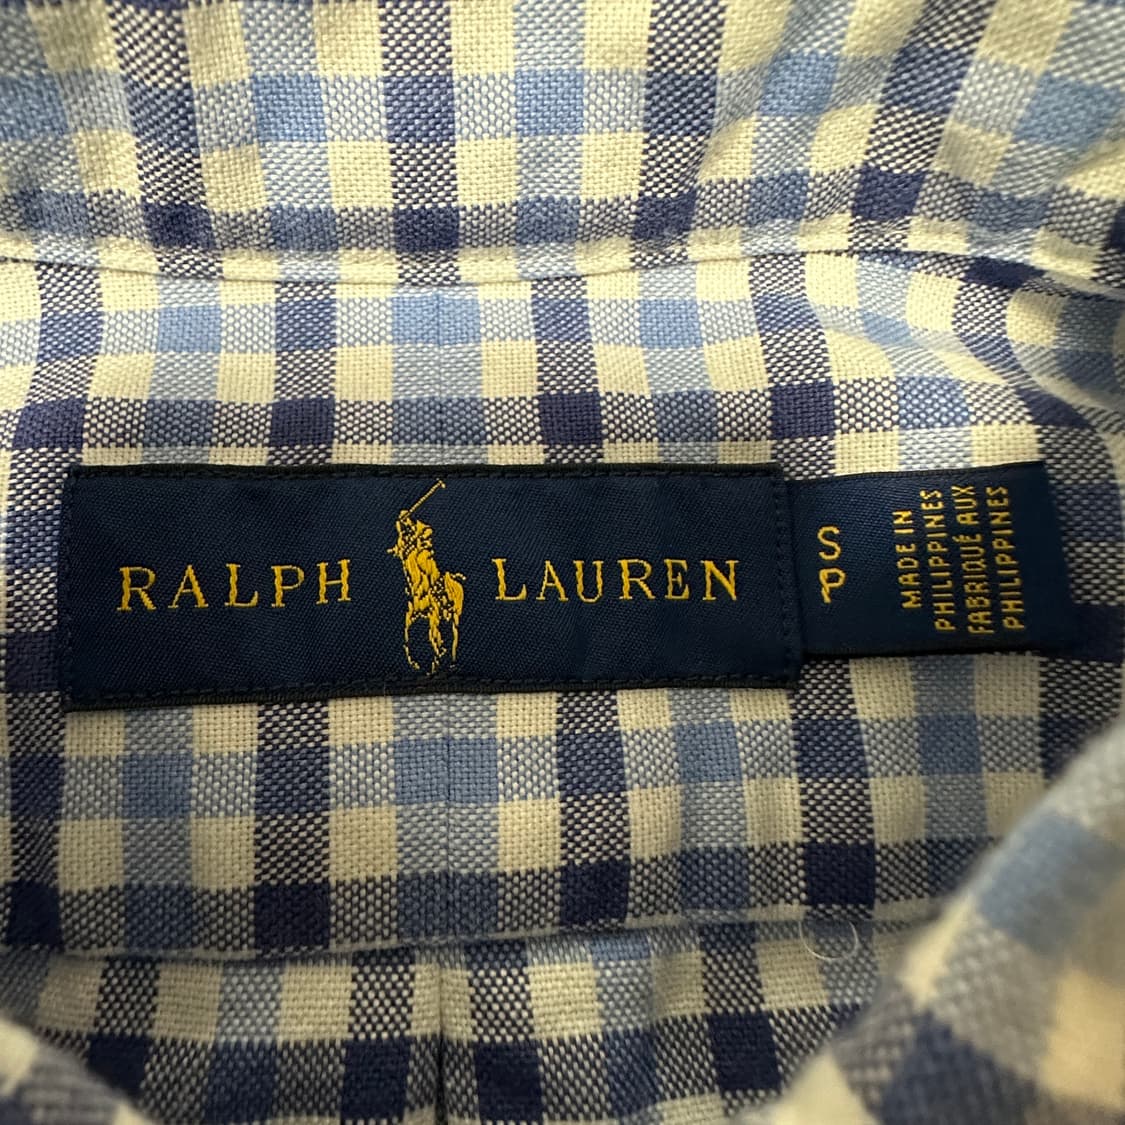 RALPH LAUREN
S
P
MADE IN
PHILIPPINES
FABRIQUÉ AUX
PHILIPPINES